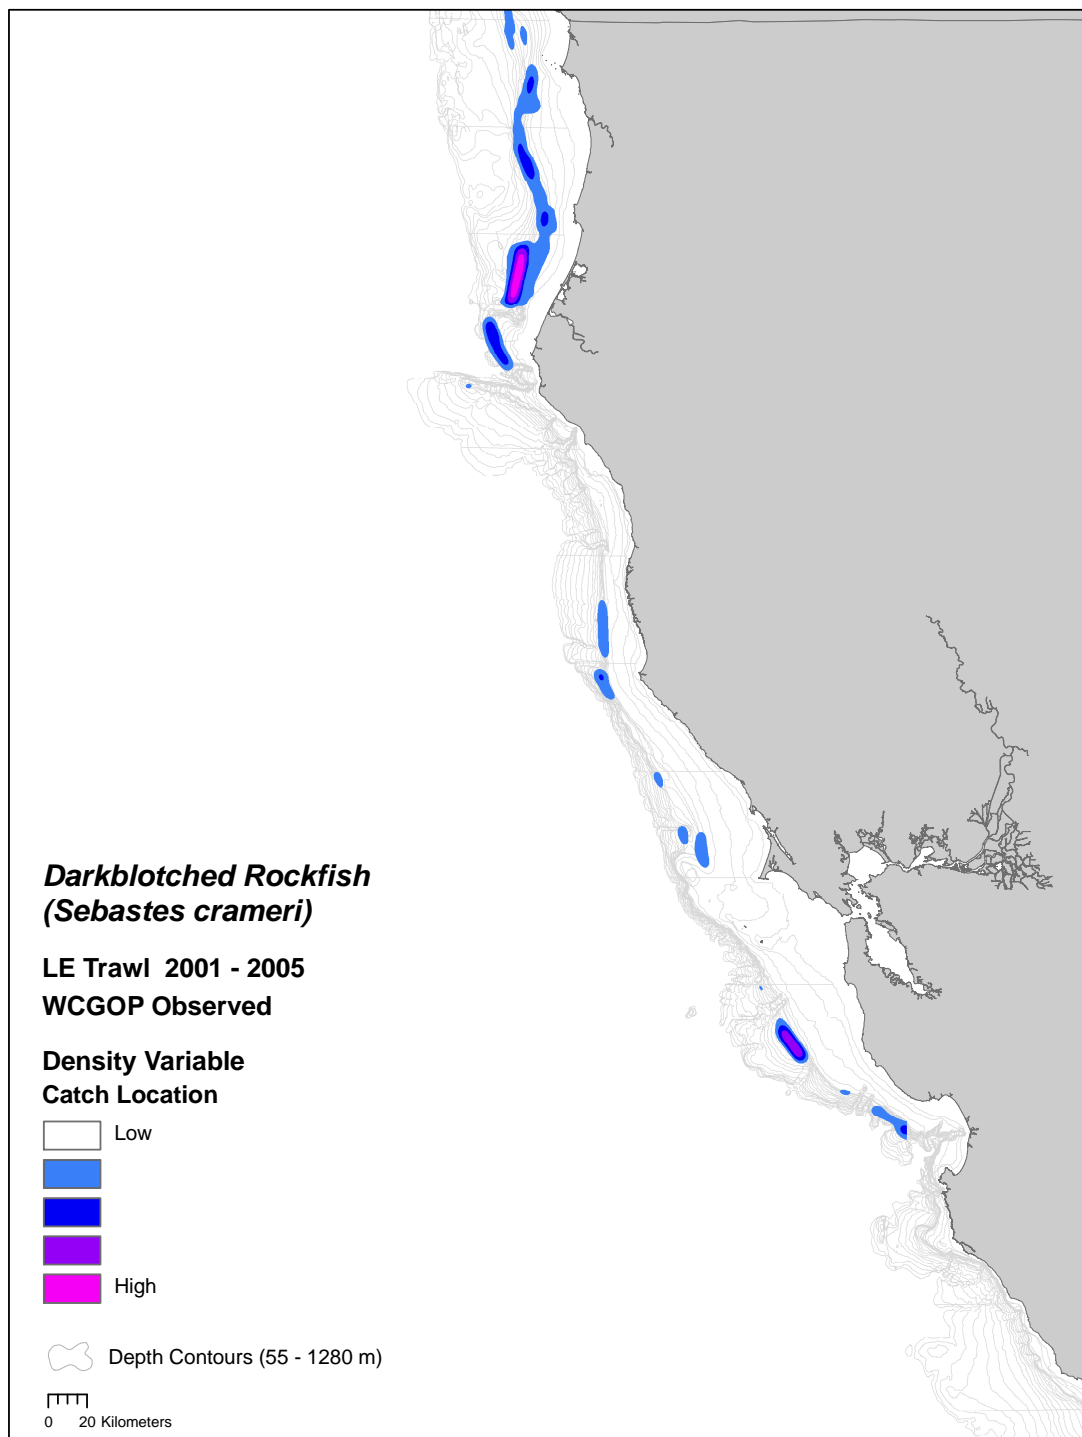 Darkblotched Rockfish
(Sebastes crameri)
LE Trawl 2001 - 2005
WCGOP Observed
Density Variable
Catch Location
Low
High
Depth Contours (55 - 1280 m)
0 20 Kilometers